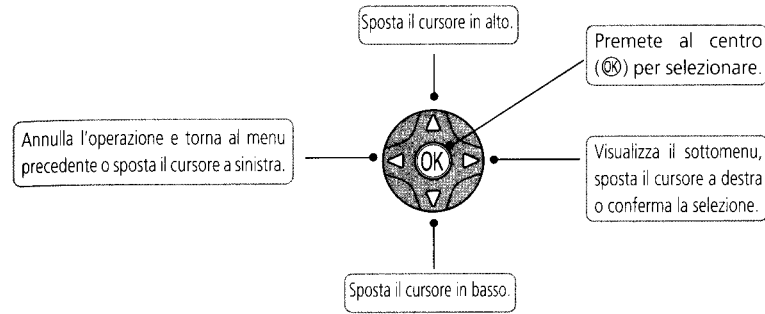 Sposta il cursore in alto.
Premete al centro
(OK) per selezionare.
Annulla l'operazione e torna al menu
precedente o sposta il cursore a sinistra.
OK
Visualizza il sottomenu,
sposta il cursore a destra
o conferma la selezione.
Sposta il cursore in basso.